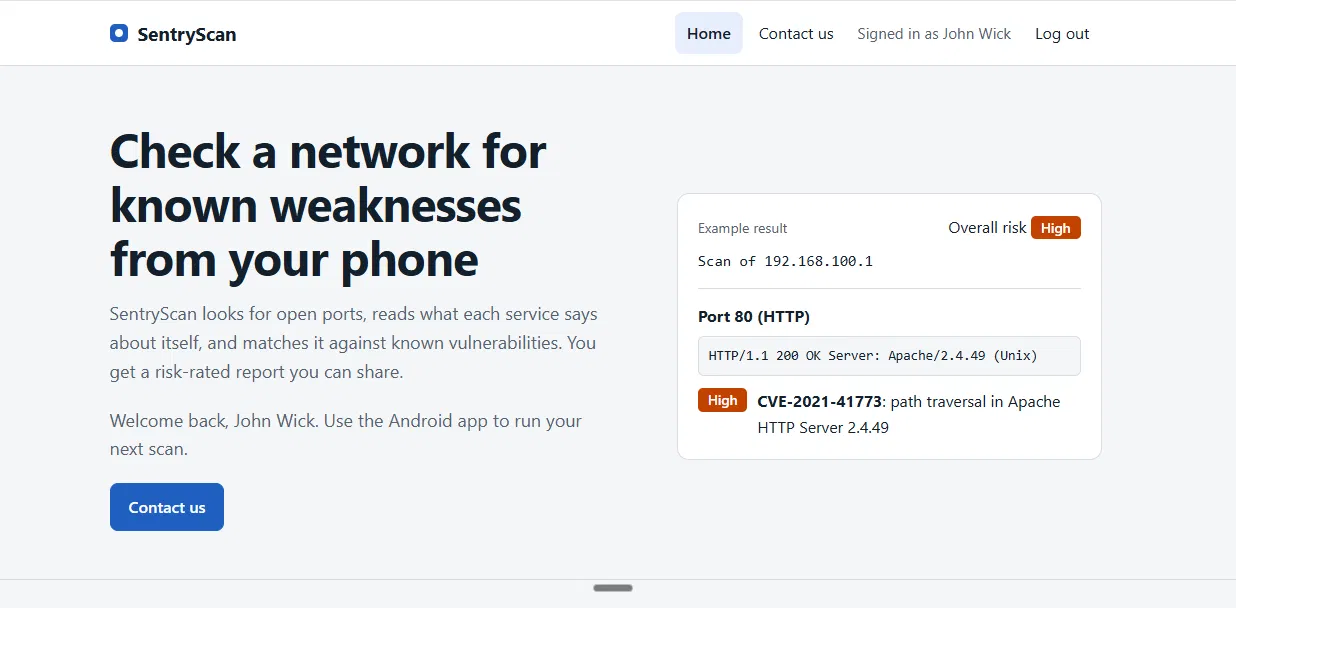 SentryScan
Home
Contact us
Signed in as John Wick
Log out
Check a network for
known weaknesses
from your phone
SentryScan looks for open ports, reads what each service says
about itself, and matches it against known vulnerabilities. You
get a risk-rated report you can share.
Welcome back, John Wick. Use the Android app to run your
next scan.
Contact us
Example result
Overall risk High
Scan of 192.168.100.1
Port 80 (HTTP)
HTTP/1.1 200 OK Server: Apache/2.4.49 (Unix)
High
CVE-2021-41773: path traversal in Apache
HTTP Server 2.4.49